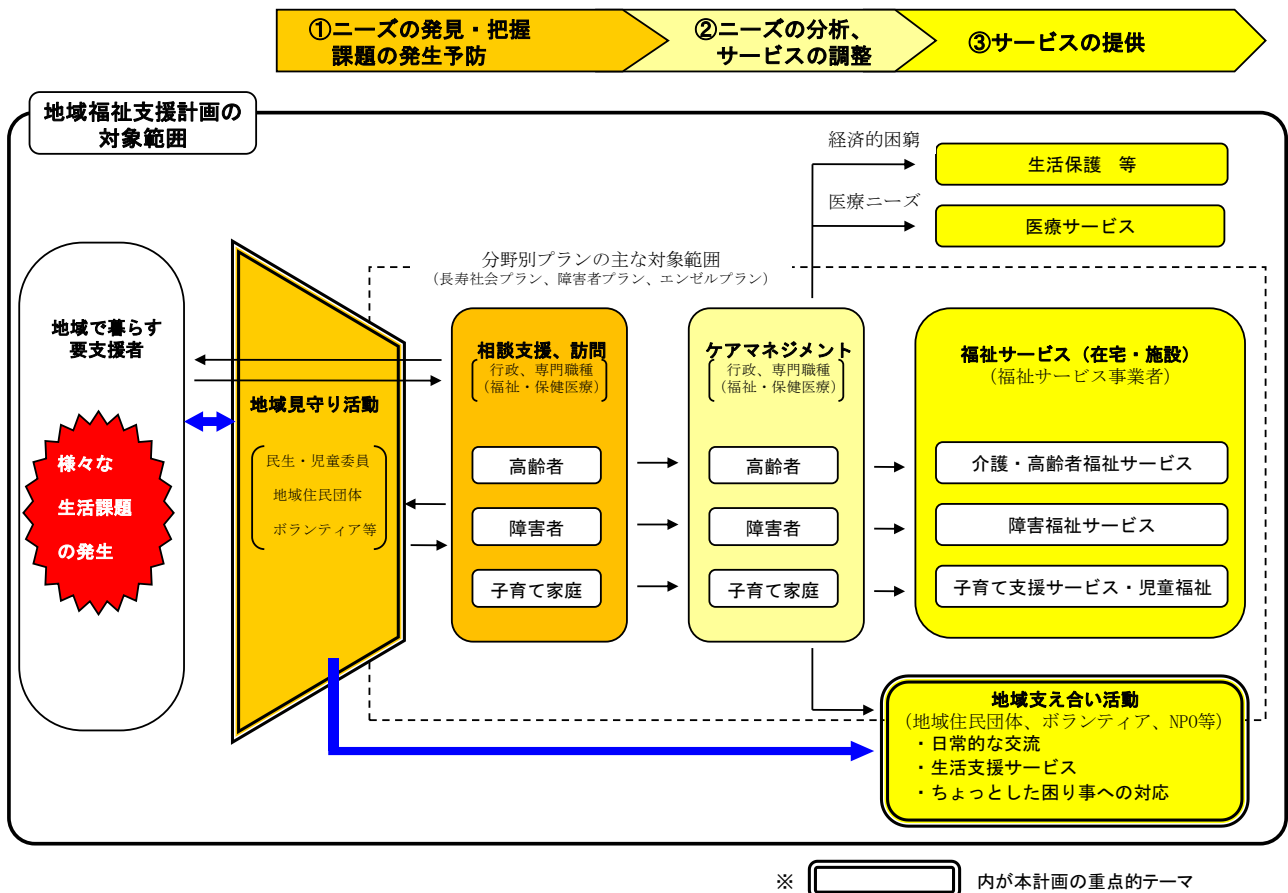 ①ニーズの発見・把握
課題の発生予防
②ニーズの分析、
サービスの調整
③サービスの提供
地域福祉支援計画の
対象範囲
経済的困窮
生活保護　等
医療ニーズ
医療サービス
分野別プランの主な対象範囲
(長寿社会プラン、障害者プラン、エンゼルプラン)
地域で暮らす
要支援者
様々な
生活課題
の発生
地域見守り活動
民生・児童委員
地域住民団体
ボランティア等
相談支援、訪問
行政、専門職種
(福祉・保健医療)
高齢者
障害者
子育て家庭
ケアマネジメント
行政、専門職種
(福祉・保健医療)
高齢者
障害者
子育て家庭
福祉サービス（在宅・施設）
(福祉サービス事業者)
介護・高齢者福祉サービス
障害福祉サービス
子育て支援サービス・児童福祉
地域支え合い活動
(地域住民団体、ボランティア、NPO等)
・日常的な交流
・生活支援サービス
・ちょっとした困り事への対応
※　内が本計画の重点的テーマ